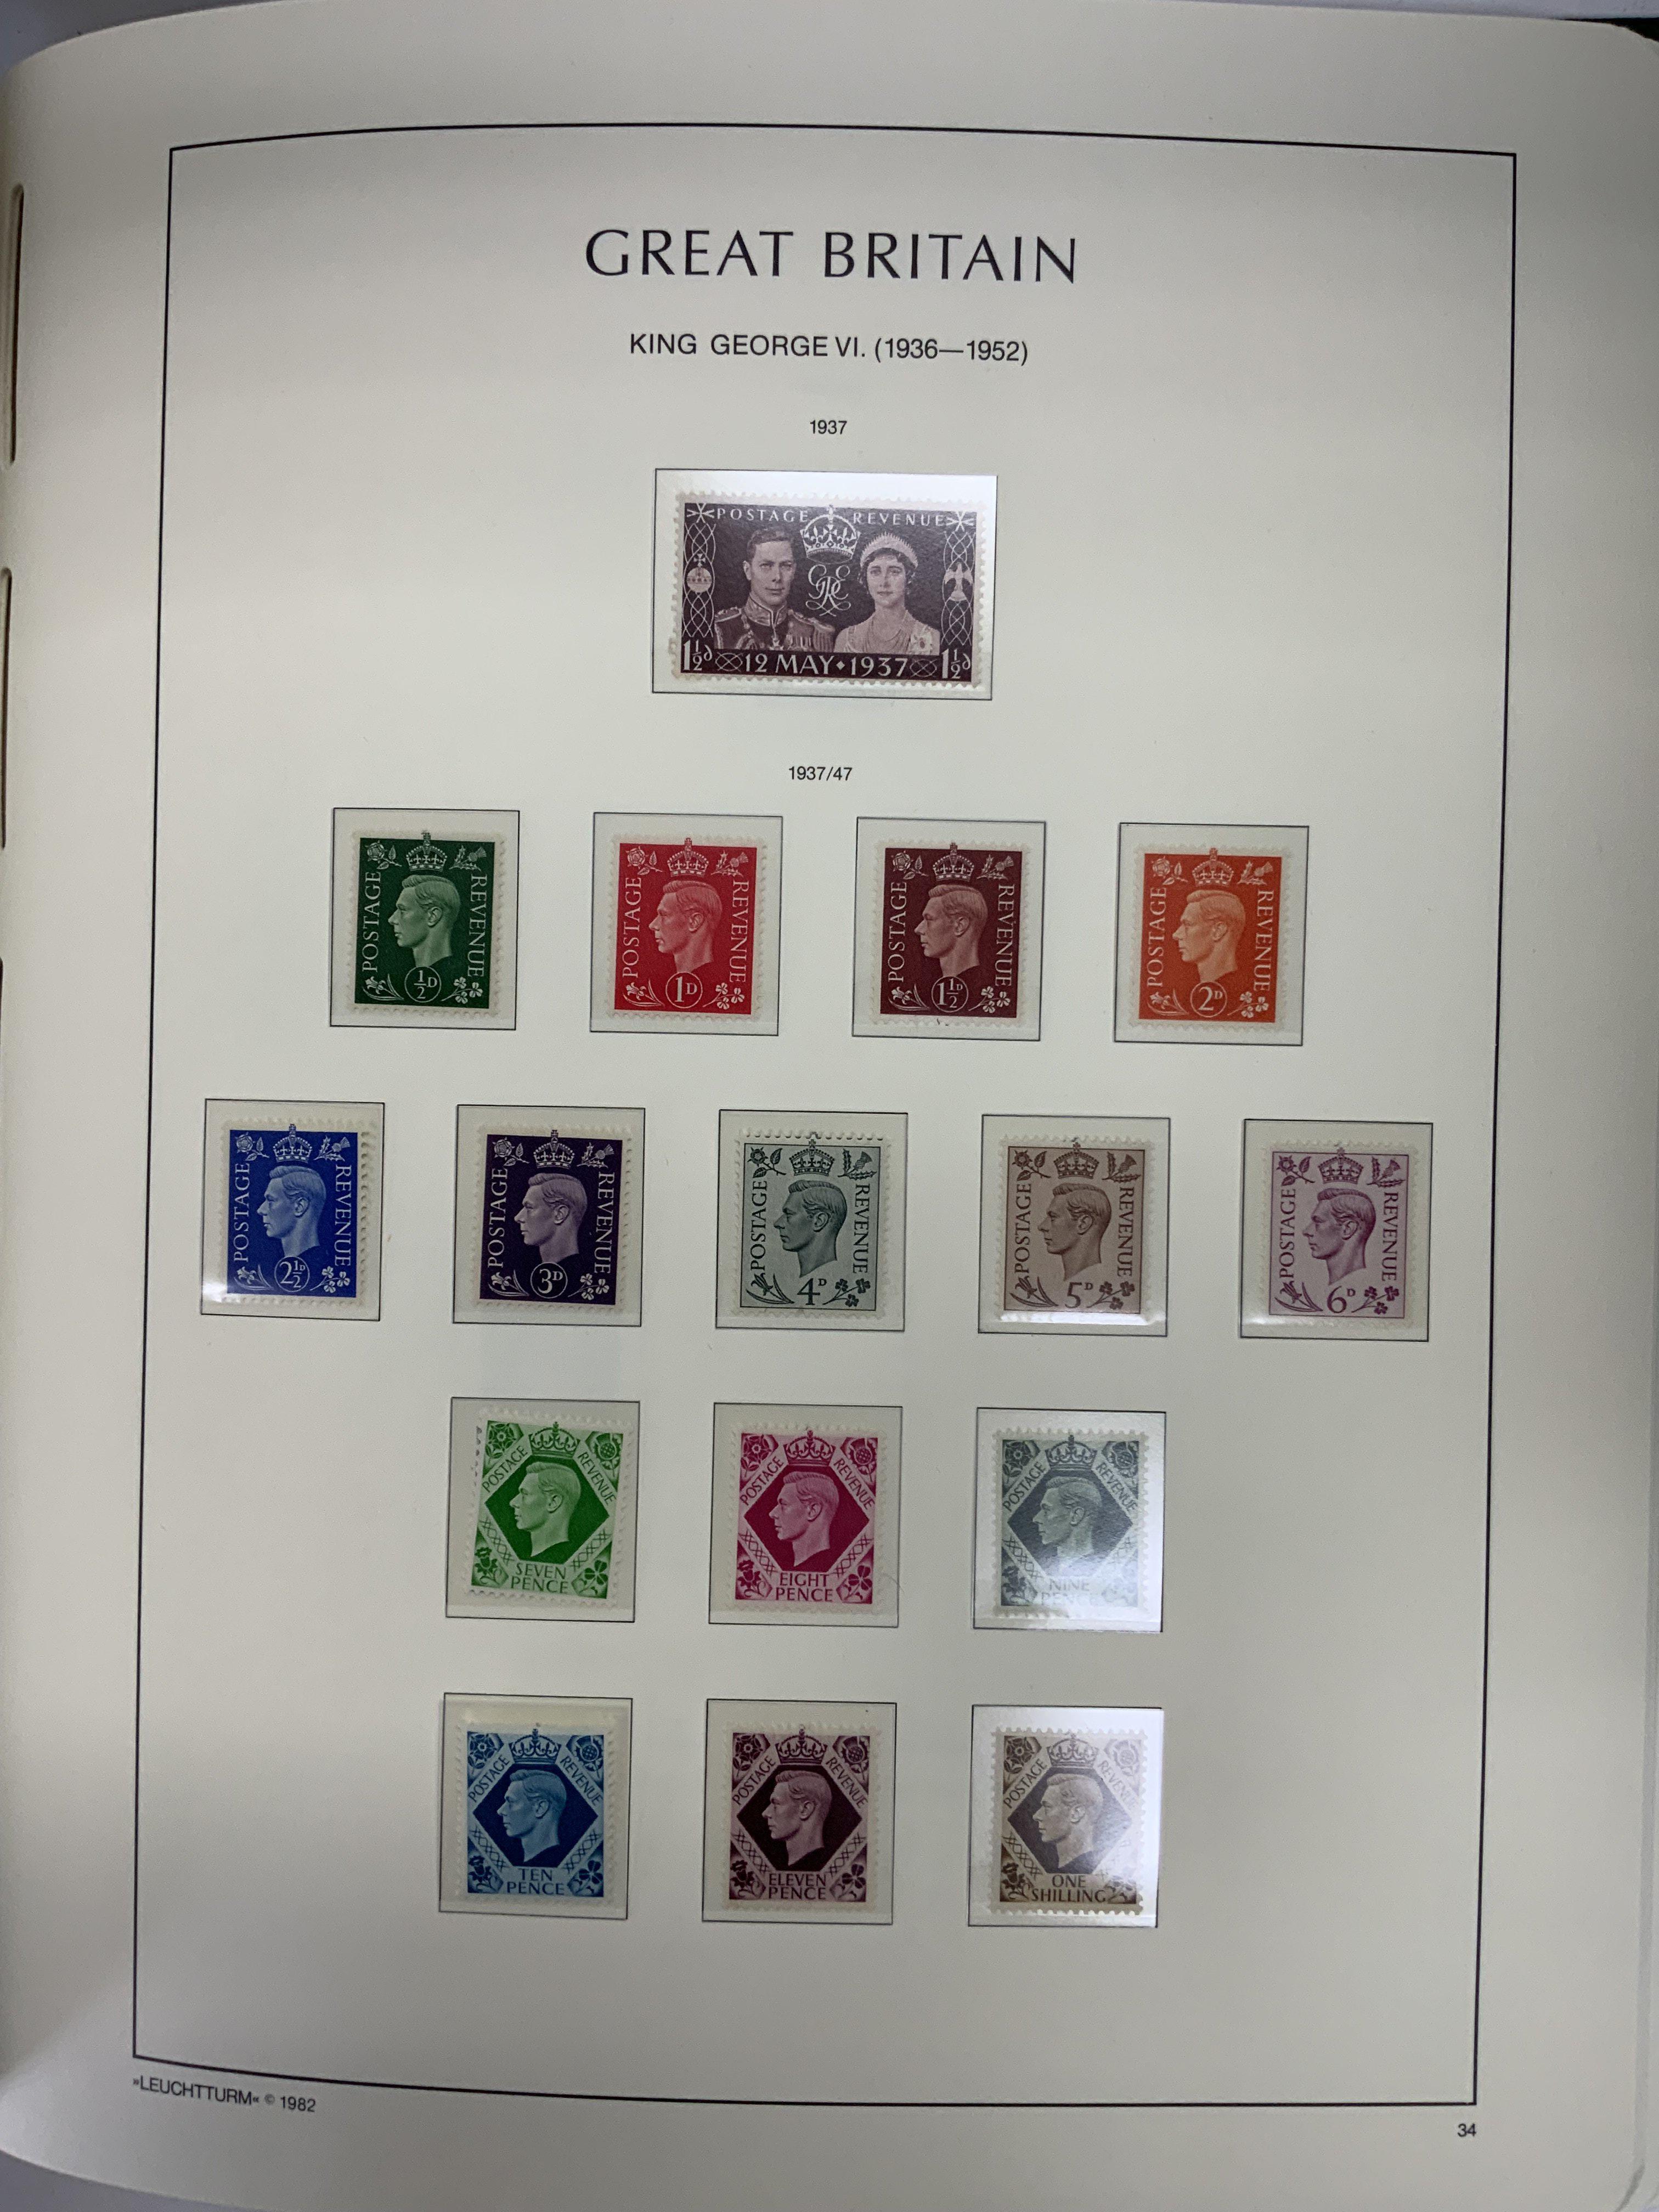 GREAT BRITAIN
KING GEORGE VI. (1936—1952)
1937
POSTAGE REVENUE
1½d 12 MAY • 1937 1½d
1937/47
POSTAGE REVENUE
½D
POSTAGE REVENUE
1D
POSTAGE REVENUE
1½
POSTAGE REVENUE
2D
POSTAGE REVENUE
2½D
POSTAGE REVENUE
3D
POSTAGE REVENUE
4D
POSTAGE REVENUE
5D
POSTAGE REVENUE
6D
POSTAGE REVENUE
SEVEN
PENCE
POSTAGE REVENUE
EIGHT
PENCE
POSTAGE REVENUE
NINE
PENCE
POSTAGE REVENUE
TEN
PENCE
POSTAGE REVENUE
ELEVEN
PENCE
POSTAGE REVENUE
ONE
SHILLING
»LEUCHTTURM« © 1982
34